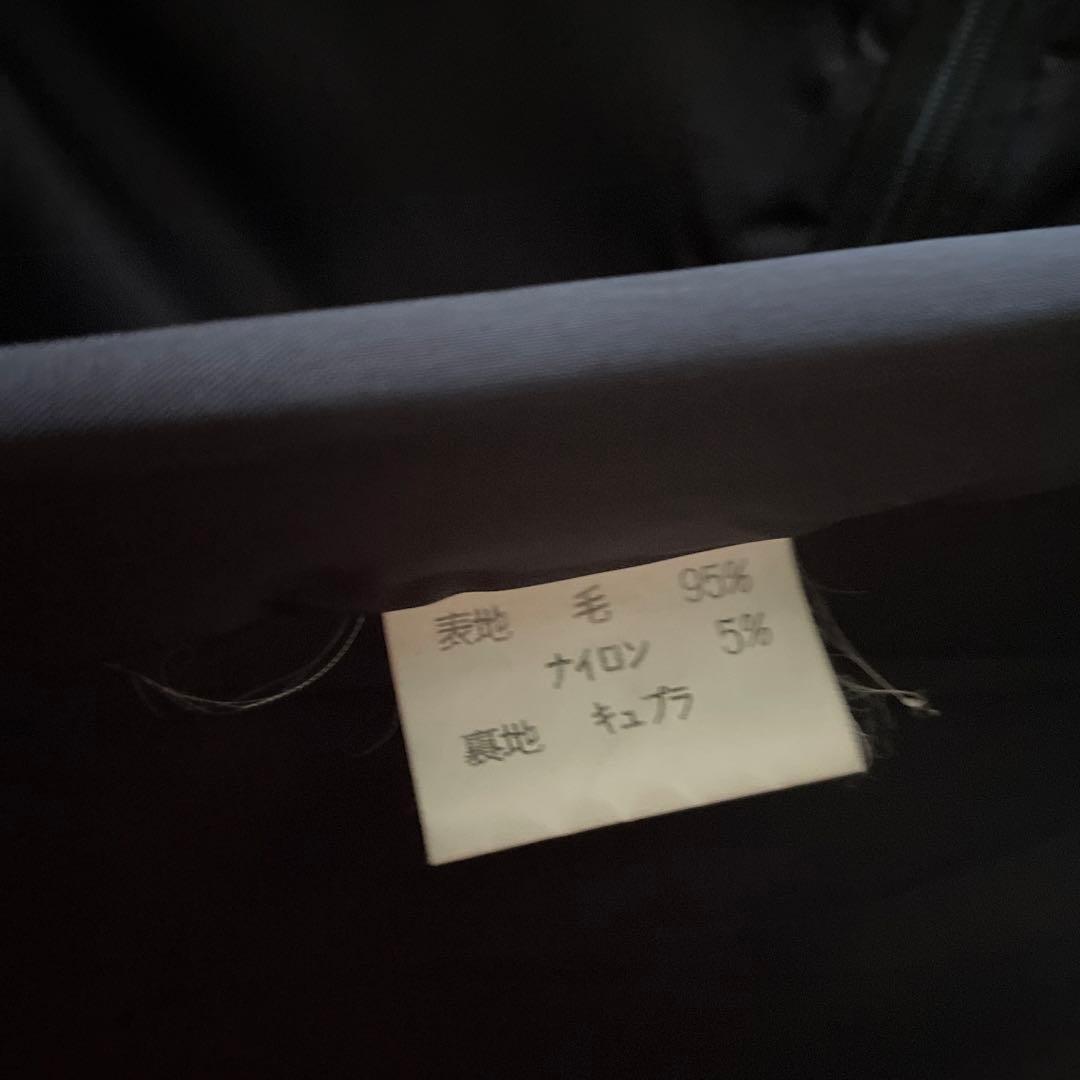 表地 毛 95%
ナイロン 5%
裏地 キュプラ